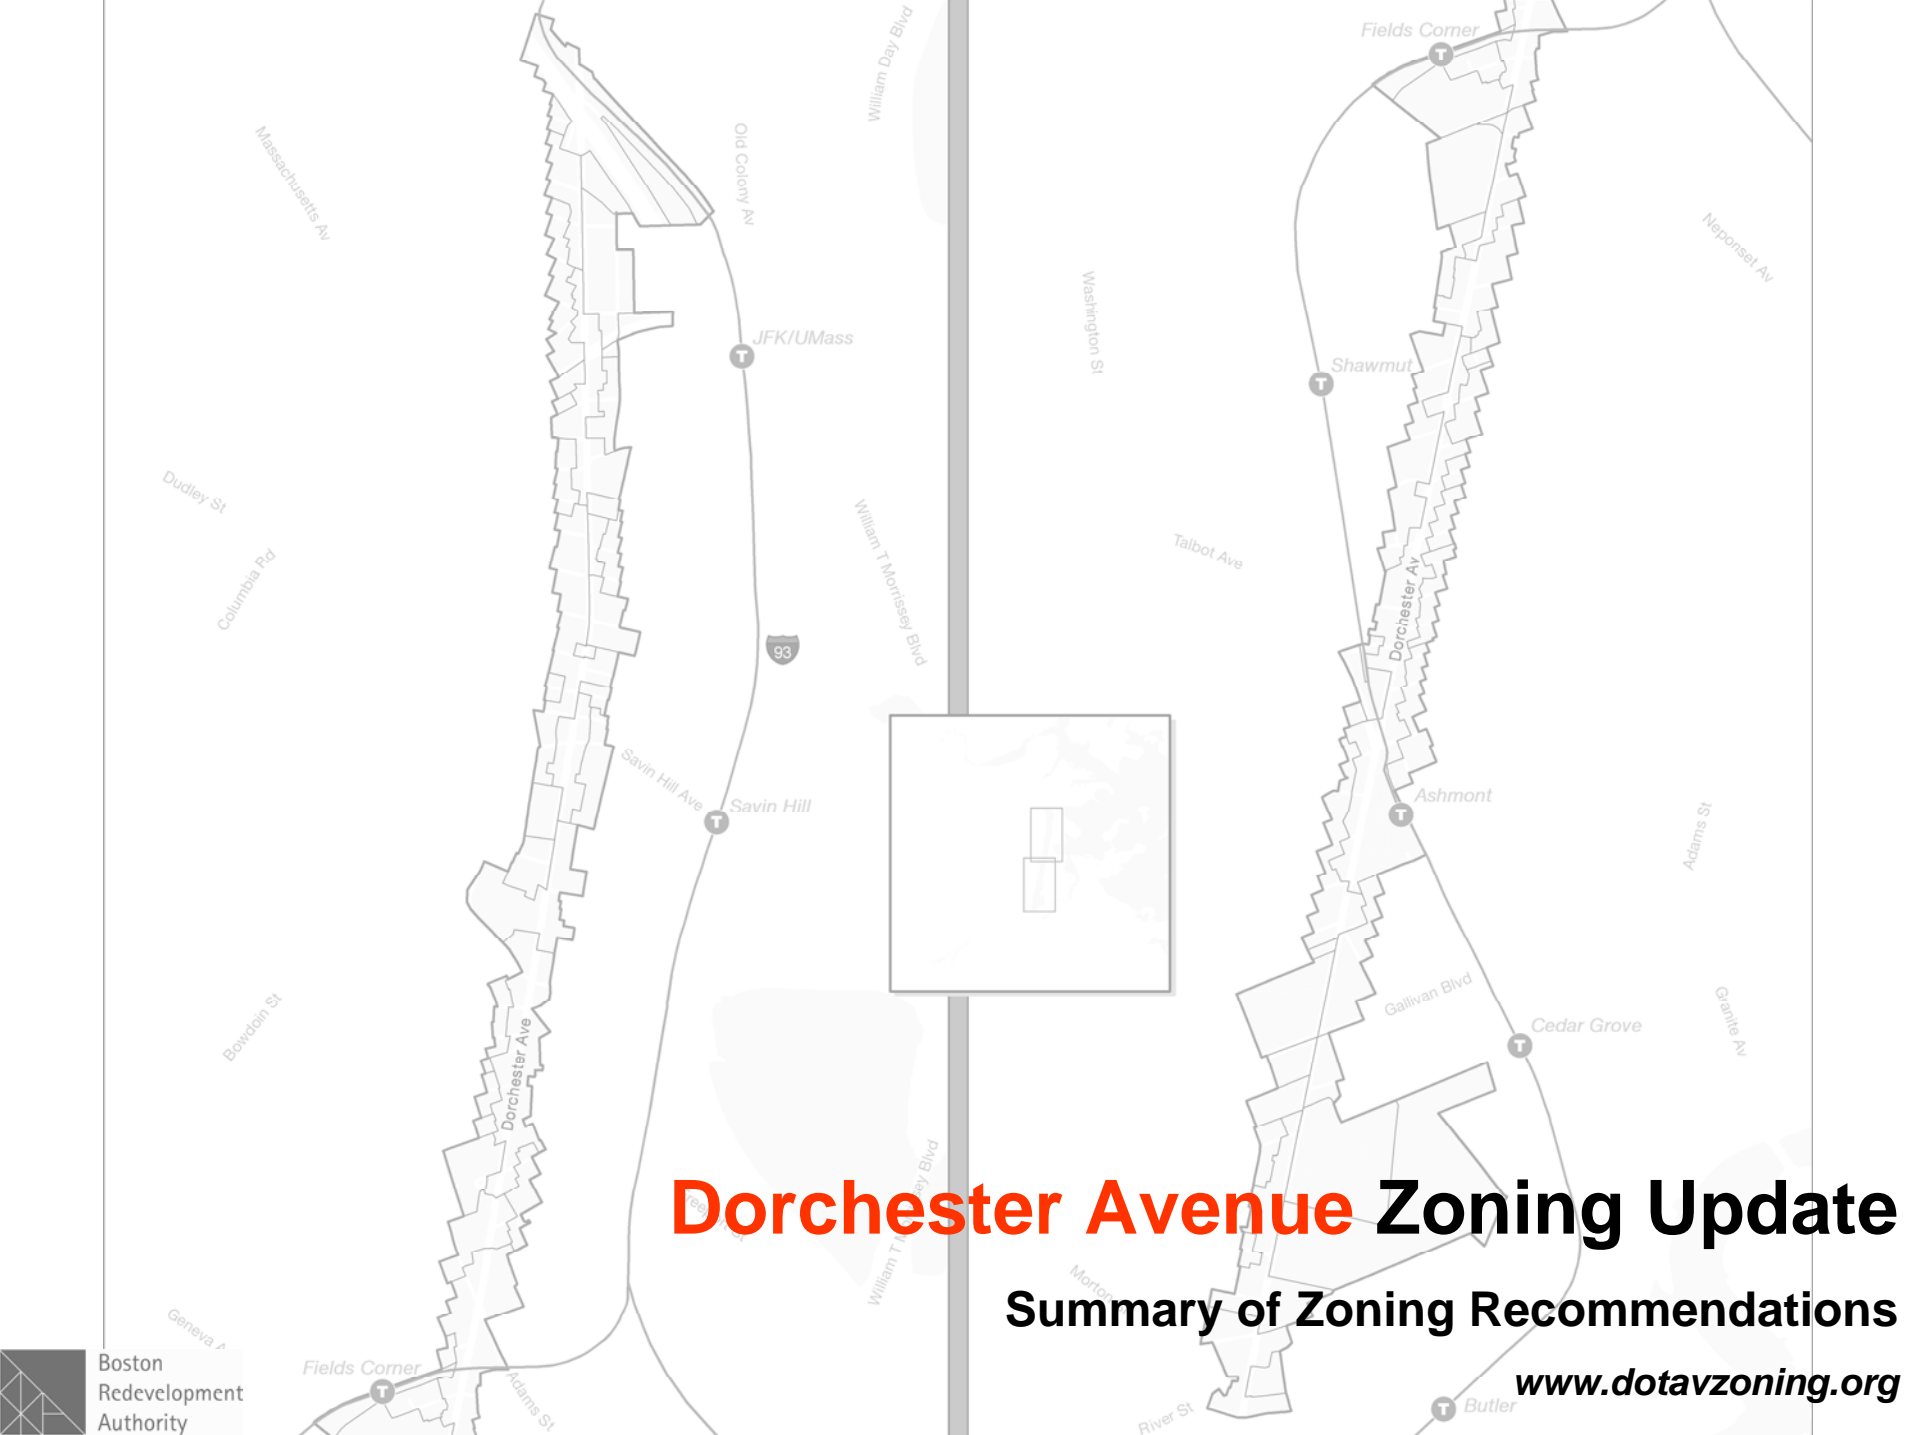 William Day Blvd
Fields Corner
T
Massachusetts Av
Old Colony Av
Neponset Av
Washington St
JFK/UMass
T
Shawmut
T
Dudley St
Columbia Rd
William T Morrissey Blvd
Talbot Ave
Dorchester Av
93
Savin Hill Ave
Savin Hill
T
Ashmont
T
Adams St
Bowdoin St
Dorchester Ave
Gallivan Blvd
Cedar Grove
T
Granite Av
Dorchester Avenue Zoning Update
William T
Blvd
Summary of Zoning Recommendations
Geneva
Fields Corner
T
Adams St
www.dotavzoning.org
River St
T
Butler
Boston
Redevelopment
Authority